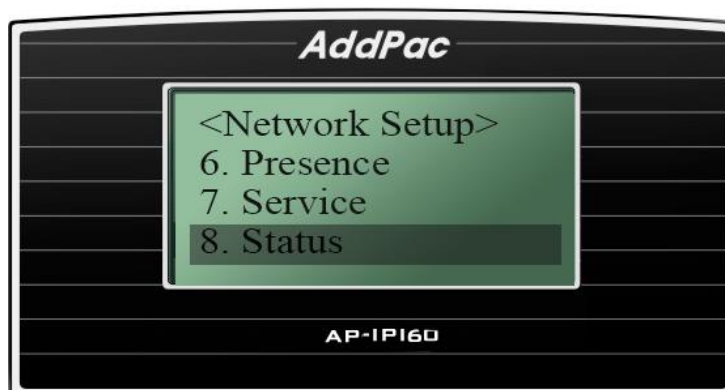 AddPac
<Network Setup>
6. Presence
7. Service
8. Status
AP-IP160